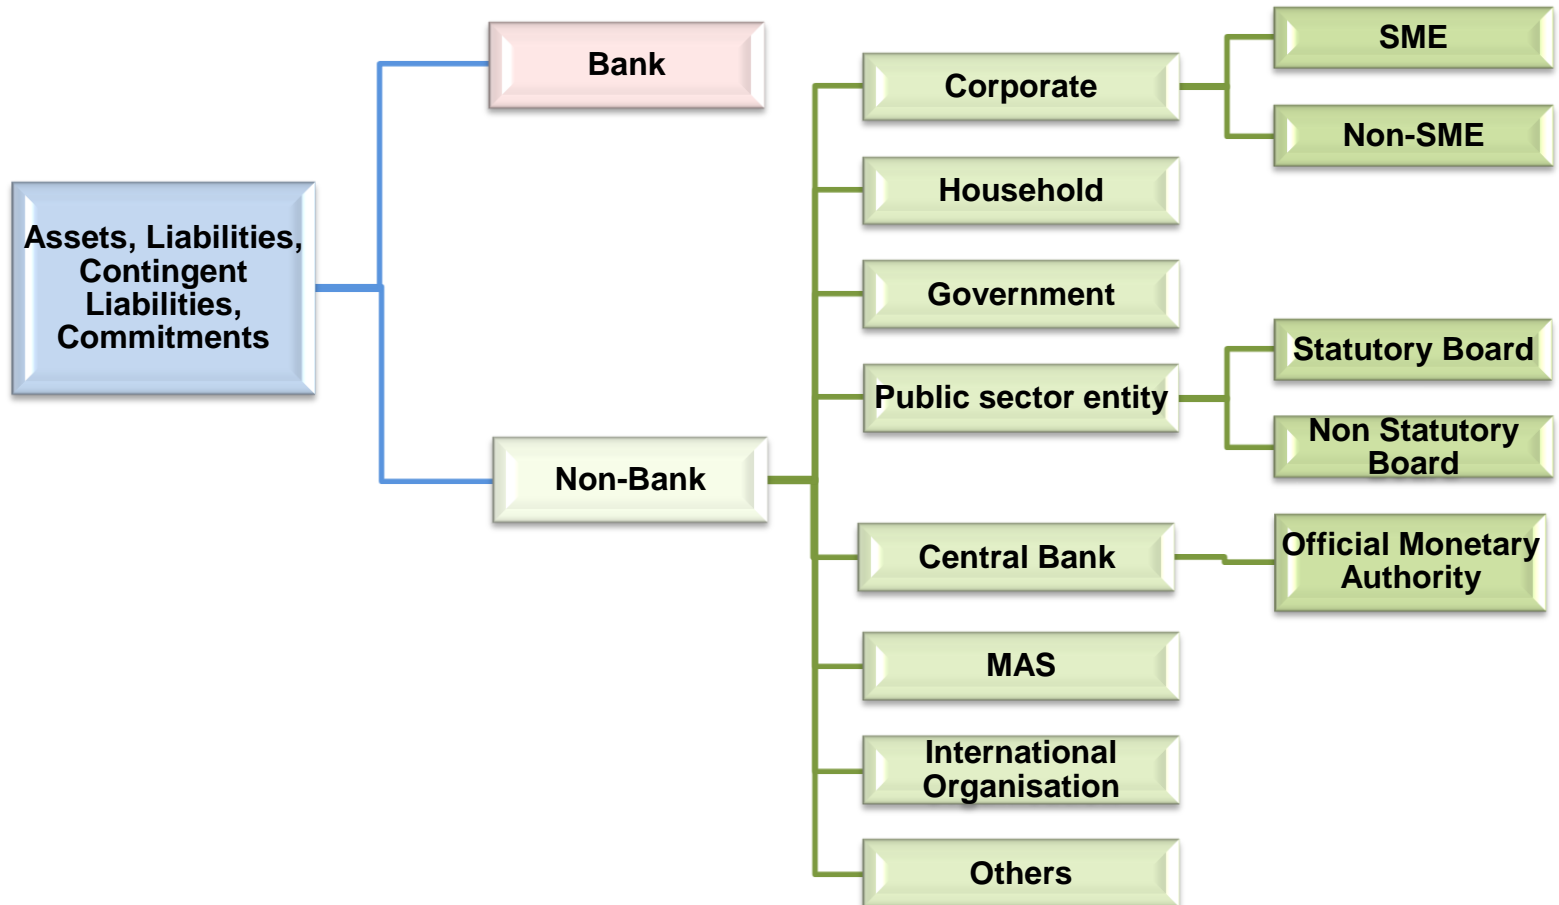 Assets, Liabilities,
Contingent
Liabilities,
Commitments
Bank
Non-Bank
Corporate
Household
Government
Public sector entity
Central Bank
MAS
International
Organisation
Others
SME
Non-SME
Statutory Board
Non Statutory
Board
Official Monetary
Authority